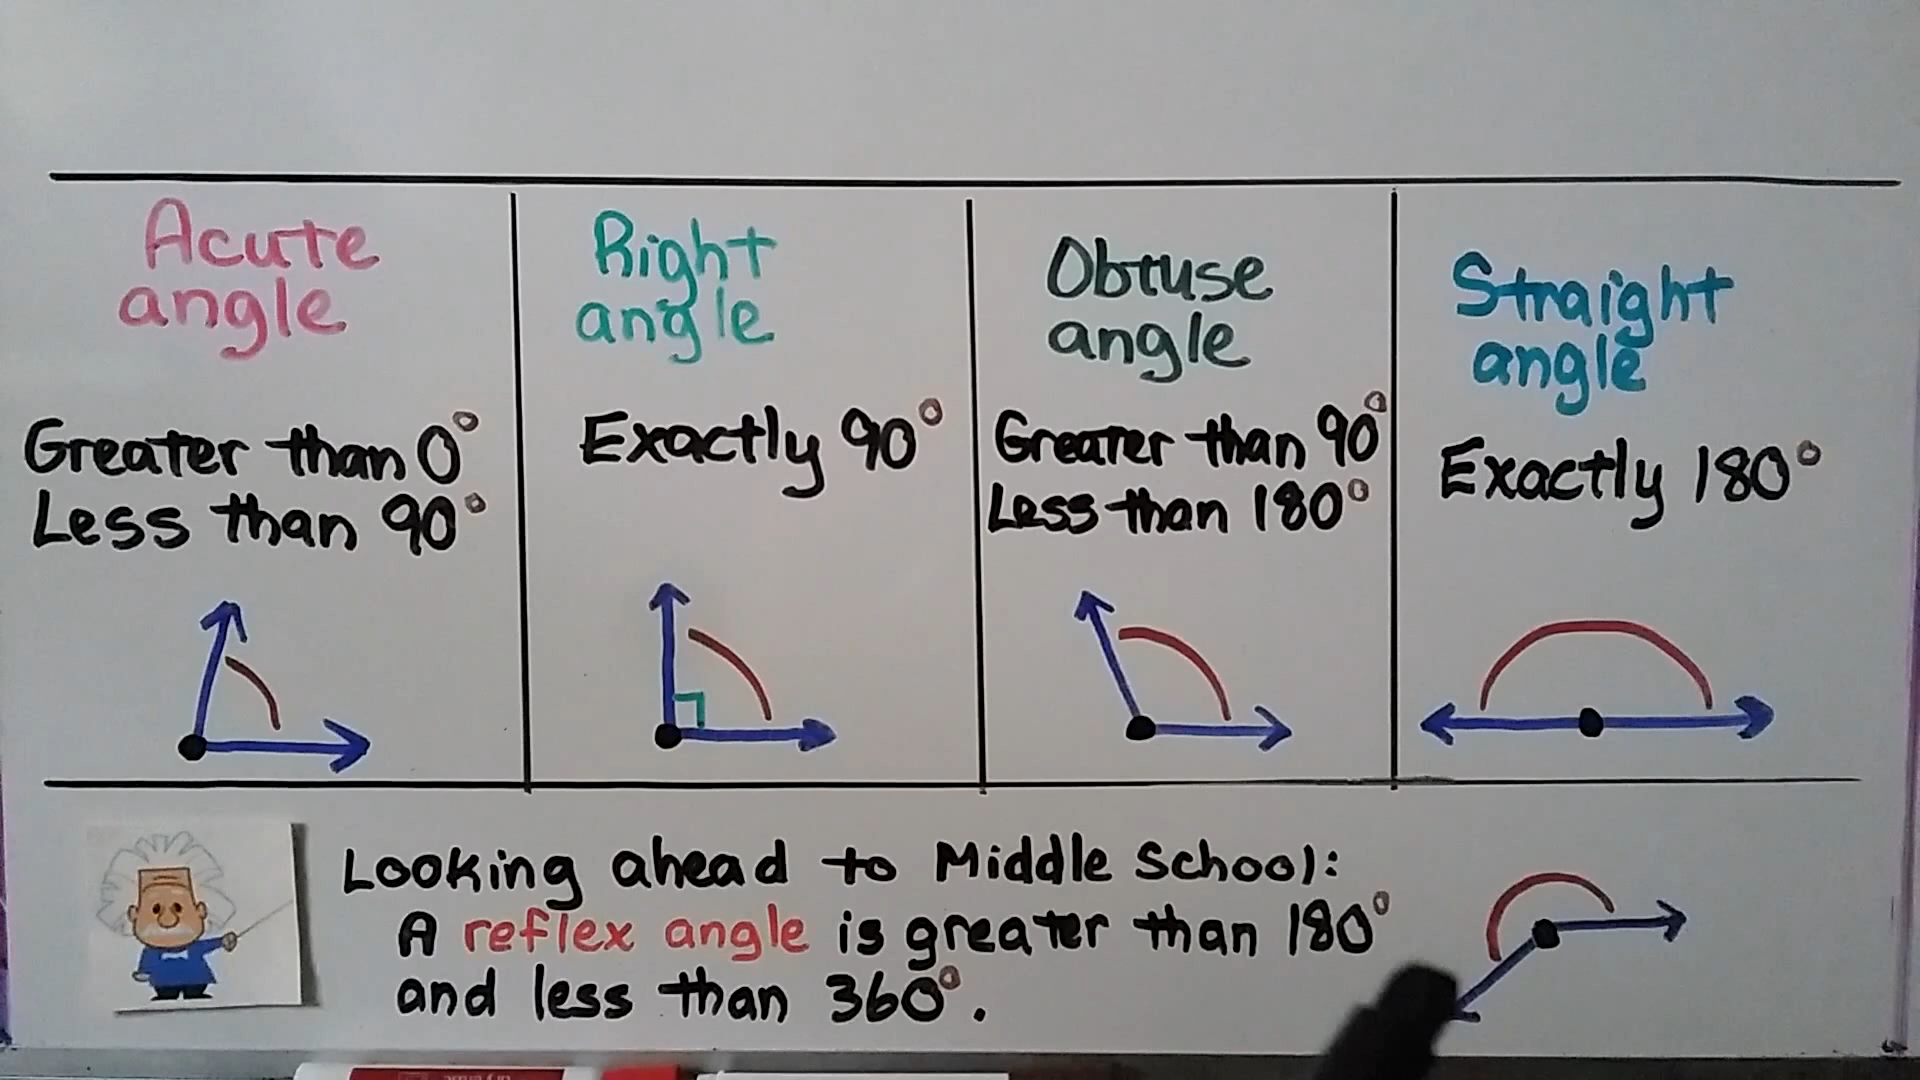 Acute
angle
Greater than 0°
Less than 90°
Right
angle
Exactly 90°
Obtuse
angle
Greater than 90°
Less than 180°
Straight
angle
Exactly 180°
Looking ahead to Middle School:
A reflex angle is greater than 180°
and less than 360°.